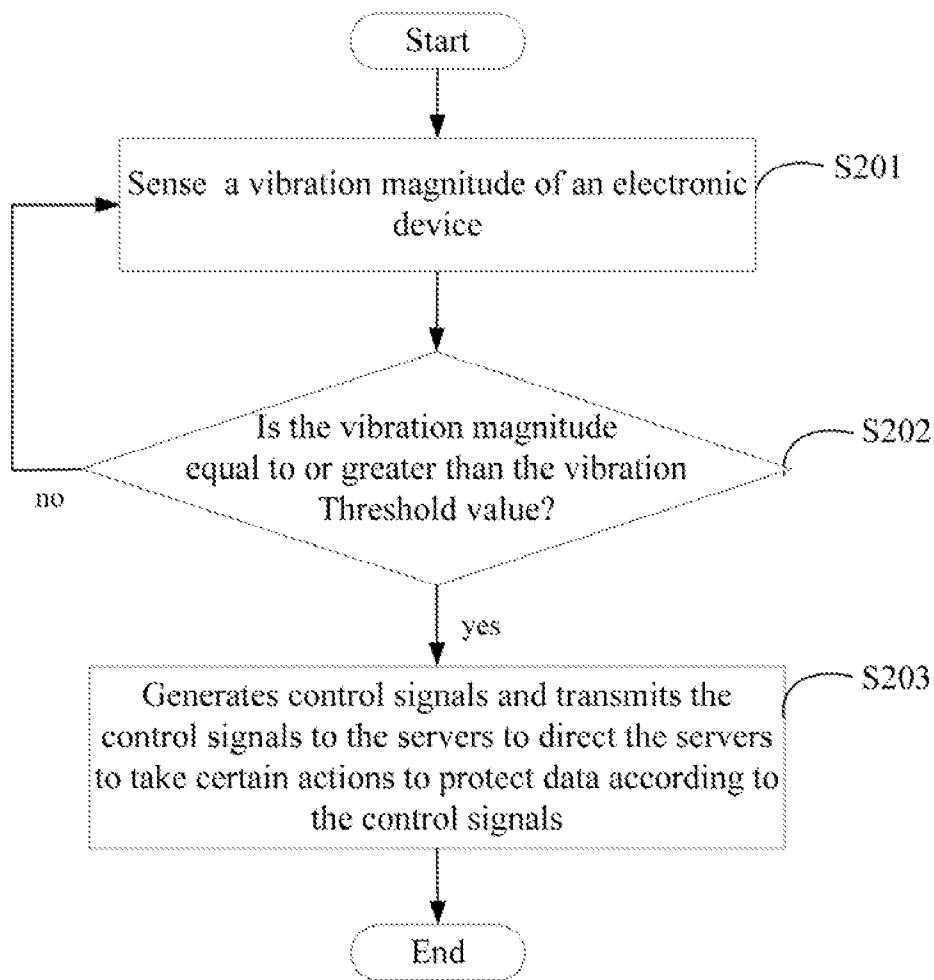 Start
Sense a vibration magnitude of an electronic
device
S201
Is the vibration magnitude
equal to or greater than the vibration
Threshold value?
S202
no
yes
Generates control signals and transmits the
control signals to the servers to direct the servers
to take certain actions to protect data according to
the control signals
S203
End